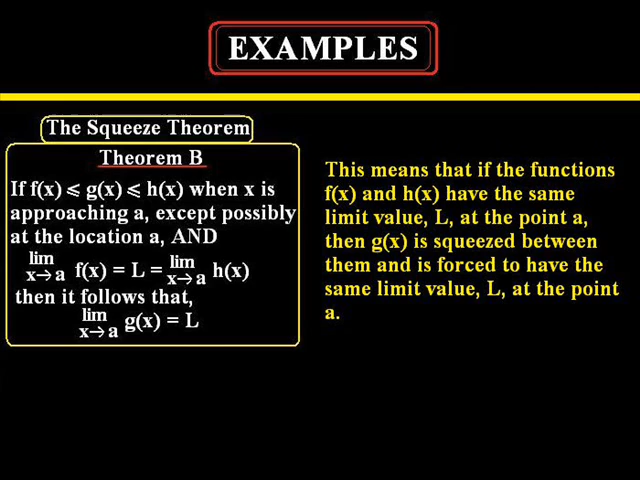 EXAMPLES
The Squeeze Theorem
Theorem B
If f(x) ⩽ g(x) ⩽ h(x) when x is
approaching a, except possibly
at the location a, AND
lim x→a f(x) = L = lim x→a h(x)
then it follows that,
lim x→a g(x) = L
This means that if the functions
f(x) and h(x) have the same
limit value, L, at the point a,
then g(x) is squeezed between
them and is forced to have the
same limit value, L, at the point
a.